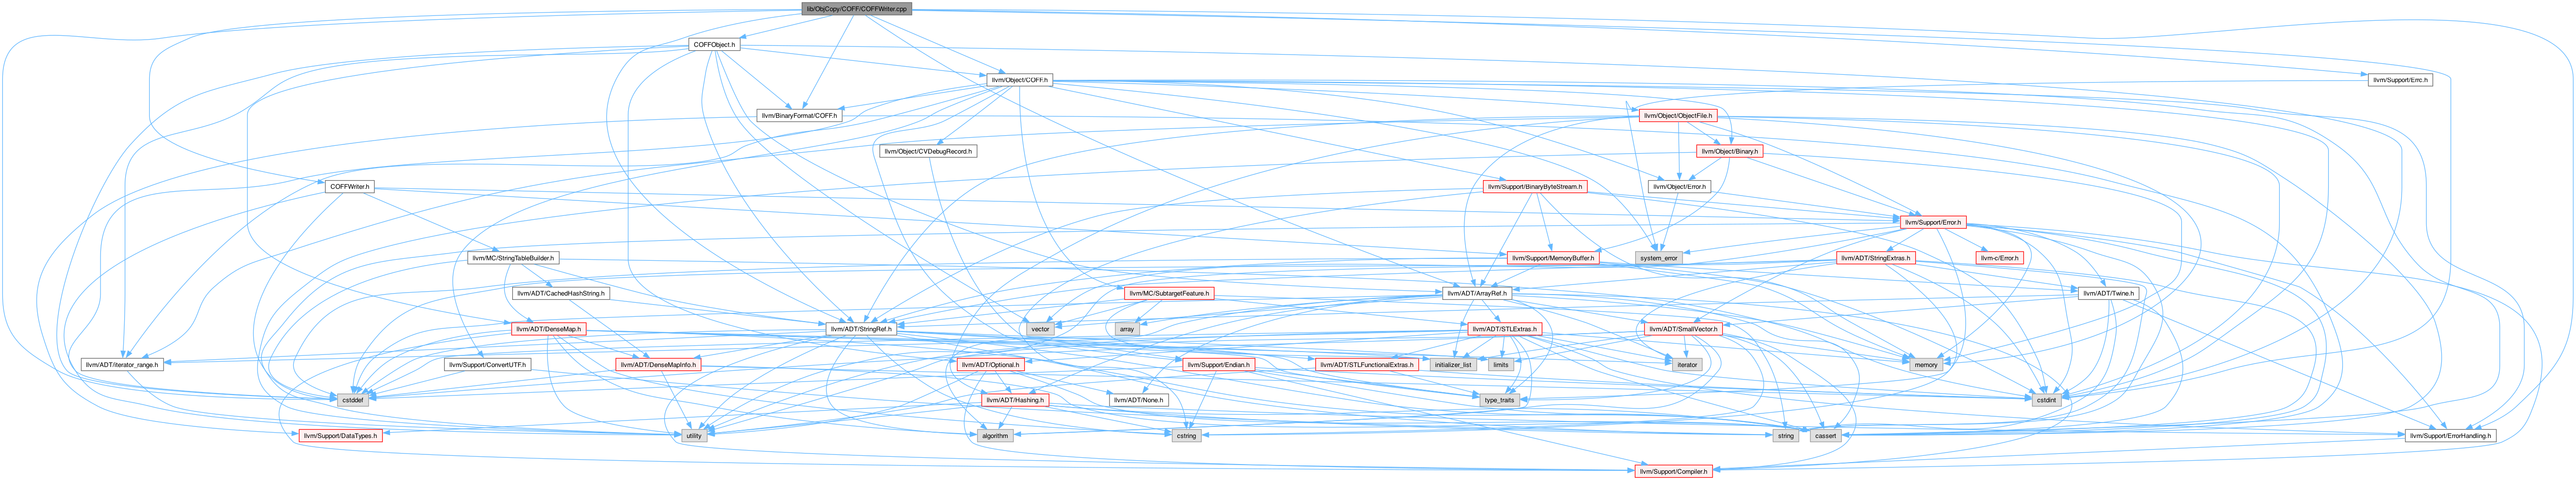 lib/ObjCopy/COFF/COFFWriter.cpp
COFFObject.h
llvm/Object/COFF.h
llvm/Support/Errc.h
llvm/BinaryFormat/COFF.h
llvm/Object/ObjectFile.h
llvm/Object/CVDebugRecord.h
llvm/Object/Binary.h
COFFWriter.h
llvm/Support/BinaryByteStream.h
llvm/Object/Error.h
llvm/Support/Error.h
llvm/MC/StringTableBuilder.h
llvm/Support/MemoryBuffer.h
system_error
llvm/ADT/StringExtras.h
llvm-c/Error.h
llvm/ADT/CachedHashString.h
llvm/MC/SubtargetFeature.h
llvm/ADT/ArrayRef.h
llvm/ADT/Twine.h
llvm/ADT/DenseMap.h
llvm/ADT/StringRef.h
vector
array
llvm/ADT/STLExtras.h
llvm/ADT/SmallVector.h
llvm/ADT/iterator_range.h
llvm/Support/ConvertUTF.h
llvm/ADT/DenseMapInfo.h
llvm/ADT/Optional.h
llvm/Support/Endian.h
llvm/ADT/STLFunctionalExtras.h
initializer_list
limits
iterator
memory
cstddef
llvm/ADT/Hashing.h
llvm/ADT/None.h
type_traits
cstdint
llvm/Support/DataTypes.h
utility
algorithm
cstring
string
cassert
llvm/Support/ErrorHandling.h
llvm/Support/Compiler.h